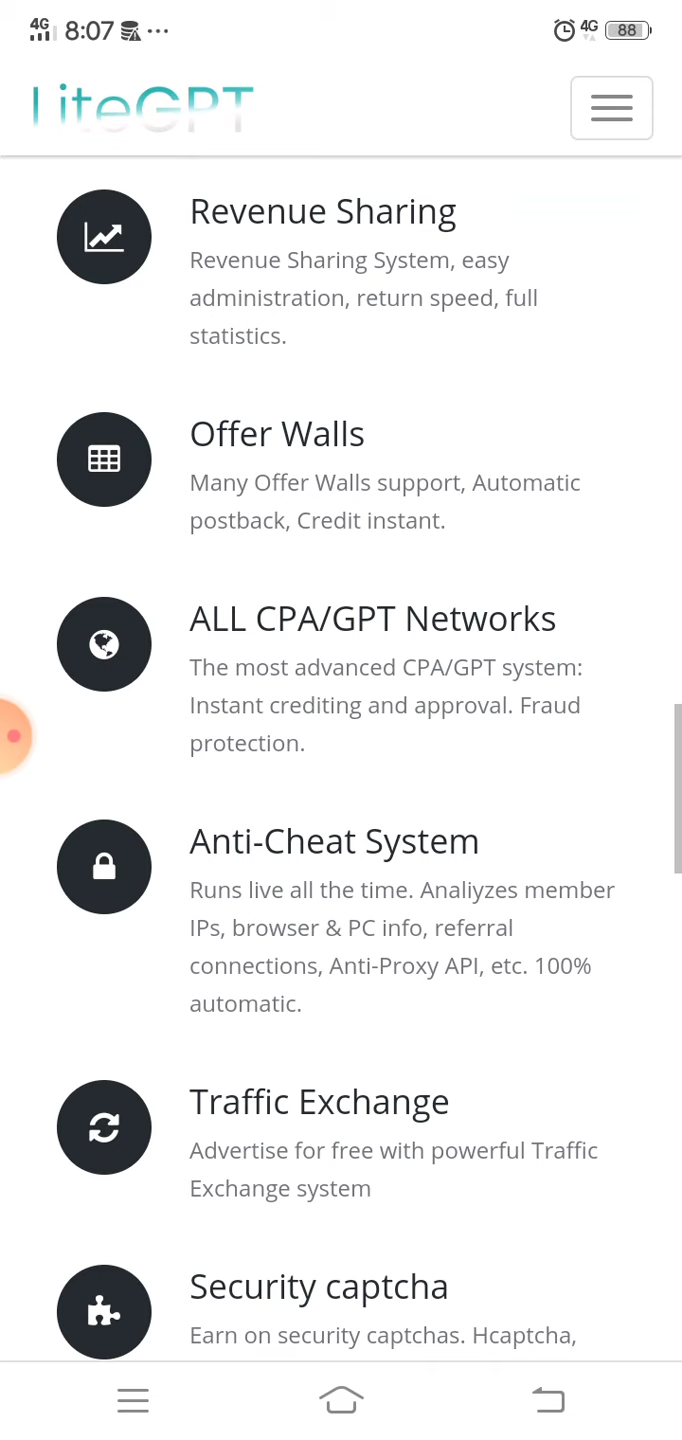 4G 8:07 ... 4G 88
LiteGPT
Revenue Sharing
Revenue Sharing System, easy
administration, return speed, full
statistics.
Offer Walls
Many Offer Walls support, Automatic
postback, Credit instant.
ALL CPA/GPT Networks
The most advanced CPA/GPT system:
Instant crediting and approval. Fraud
protection.
Anti-Cheat System
Runs live all the time. Analiyzes member
IPs, browser & PC info, referral
connections, Anti-Proxy API, etc. 100%
automatic.
Traffic Exchange
Advertise for free with powerful Traffic
Exchange system
Security captcha
Earn on security captchas. Hcaptcha,